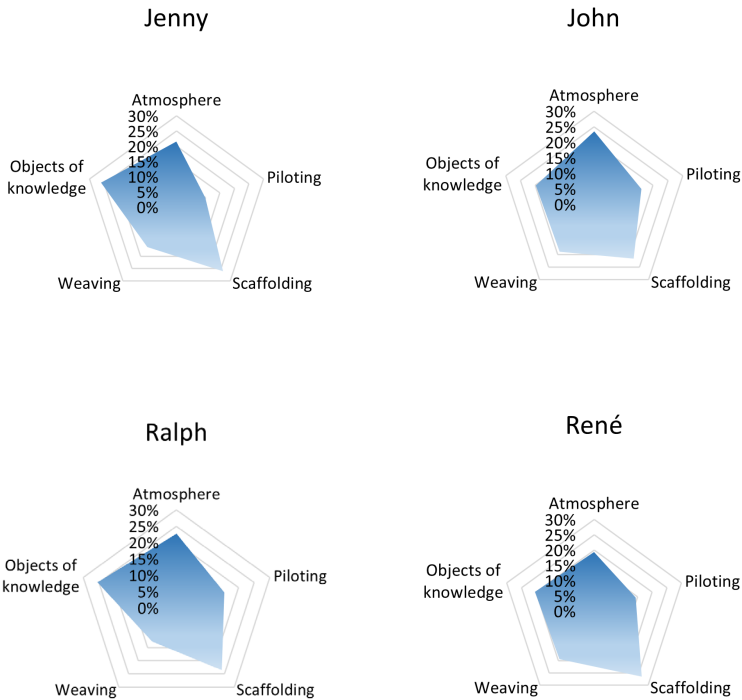 Jenny
Atmosphere
30%
25%
20%
15%
10%
5%
0%
Piloting
Scaffolding
Weaving
Objects of
knowledge
John
Atmosphere
30%
25%
20%
15%
10%
5%
0%
Piloting
Scaffolding
Weaving
Objects of
knowledge
Ralph
Atmosphere
30%
25%
20%
15%
10%
5%
0%
Piloting
Scaffolding
Weaving
Objects of
knowledge
René
Atmosphere
30%
25%
20%
15%
10%
5%
0%
Piloting
Scaffolding
Weaving
Objects of
knowledge